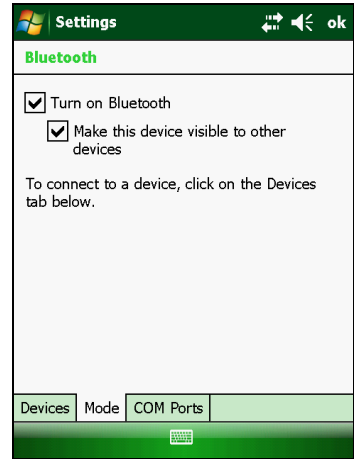 Settings ok
Bluetooth
Turn on Bluetooth
Make this device visible to other
devices
To connect to a device, click on the Devices
tab below.
Devices Mode COM Ports